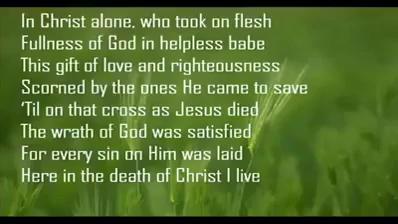 In Christ alone, who took on flesh
Fullness of God in helpless babe
This gift of love and righteousness
Scorned by the ones He came to save
‘Til on that cross as Jesus died
The wrath of God was satisfied
For every sin on Him was laid
Here in the death of Christ I live